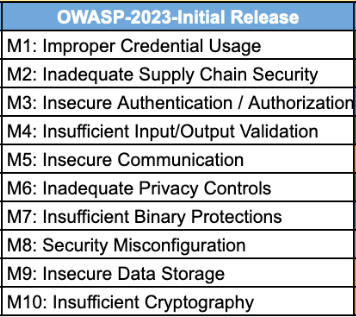 OWASP-2023-Initial Release
M1: Improper Credential Usage
M2: Inadequate Supply Chain Security
M3: Insecure Authentication / Authorization
M4: Insufficient Input/Output Validation
M5: Insecure Communication
M6: Inadequate Privacy Controls
M7: Insufficient Binary Protections
M8: Security Misconfiguration
M9: Insecure Data Storage
M10: Insufficient Cryptography